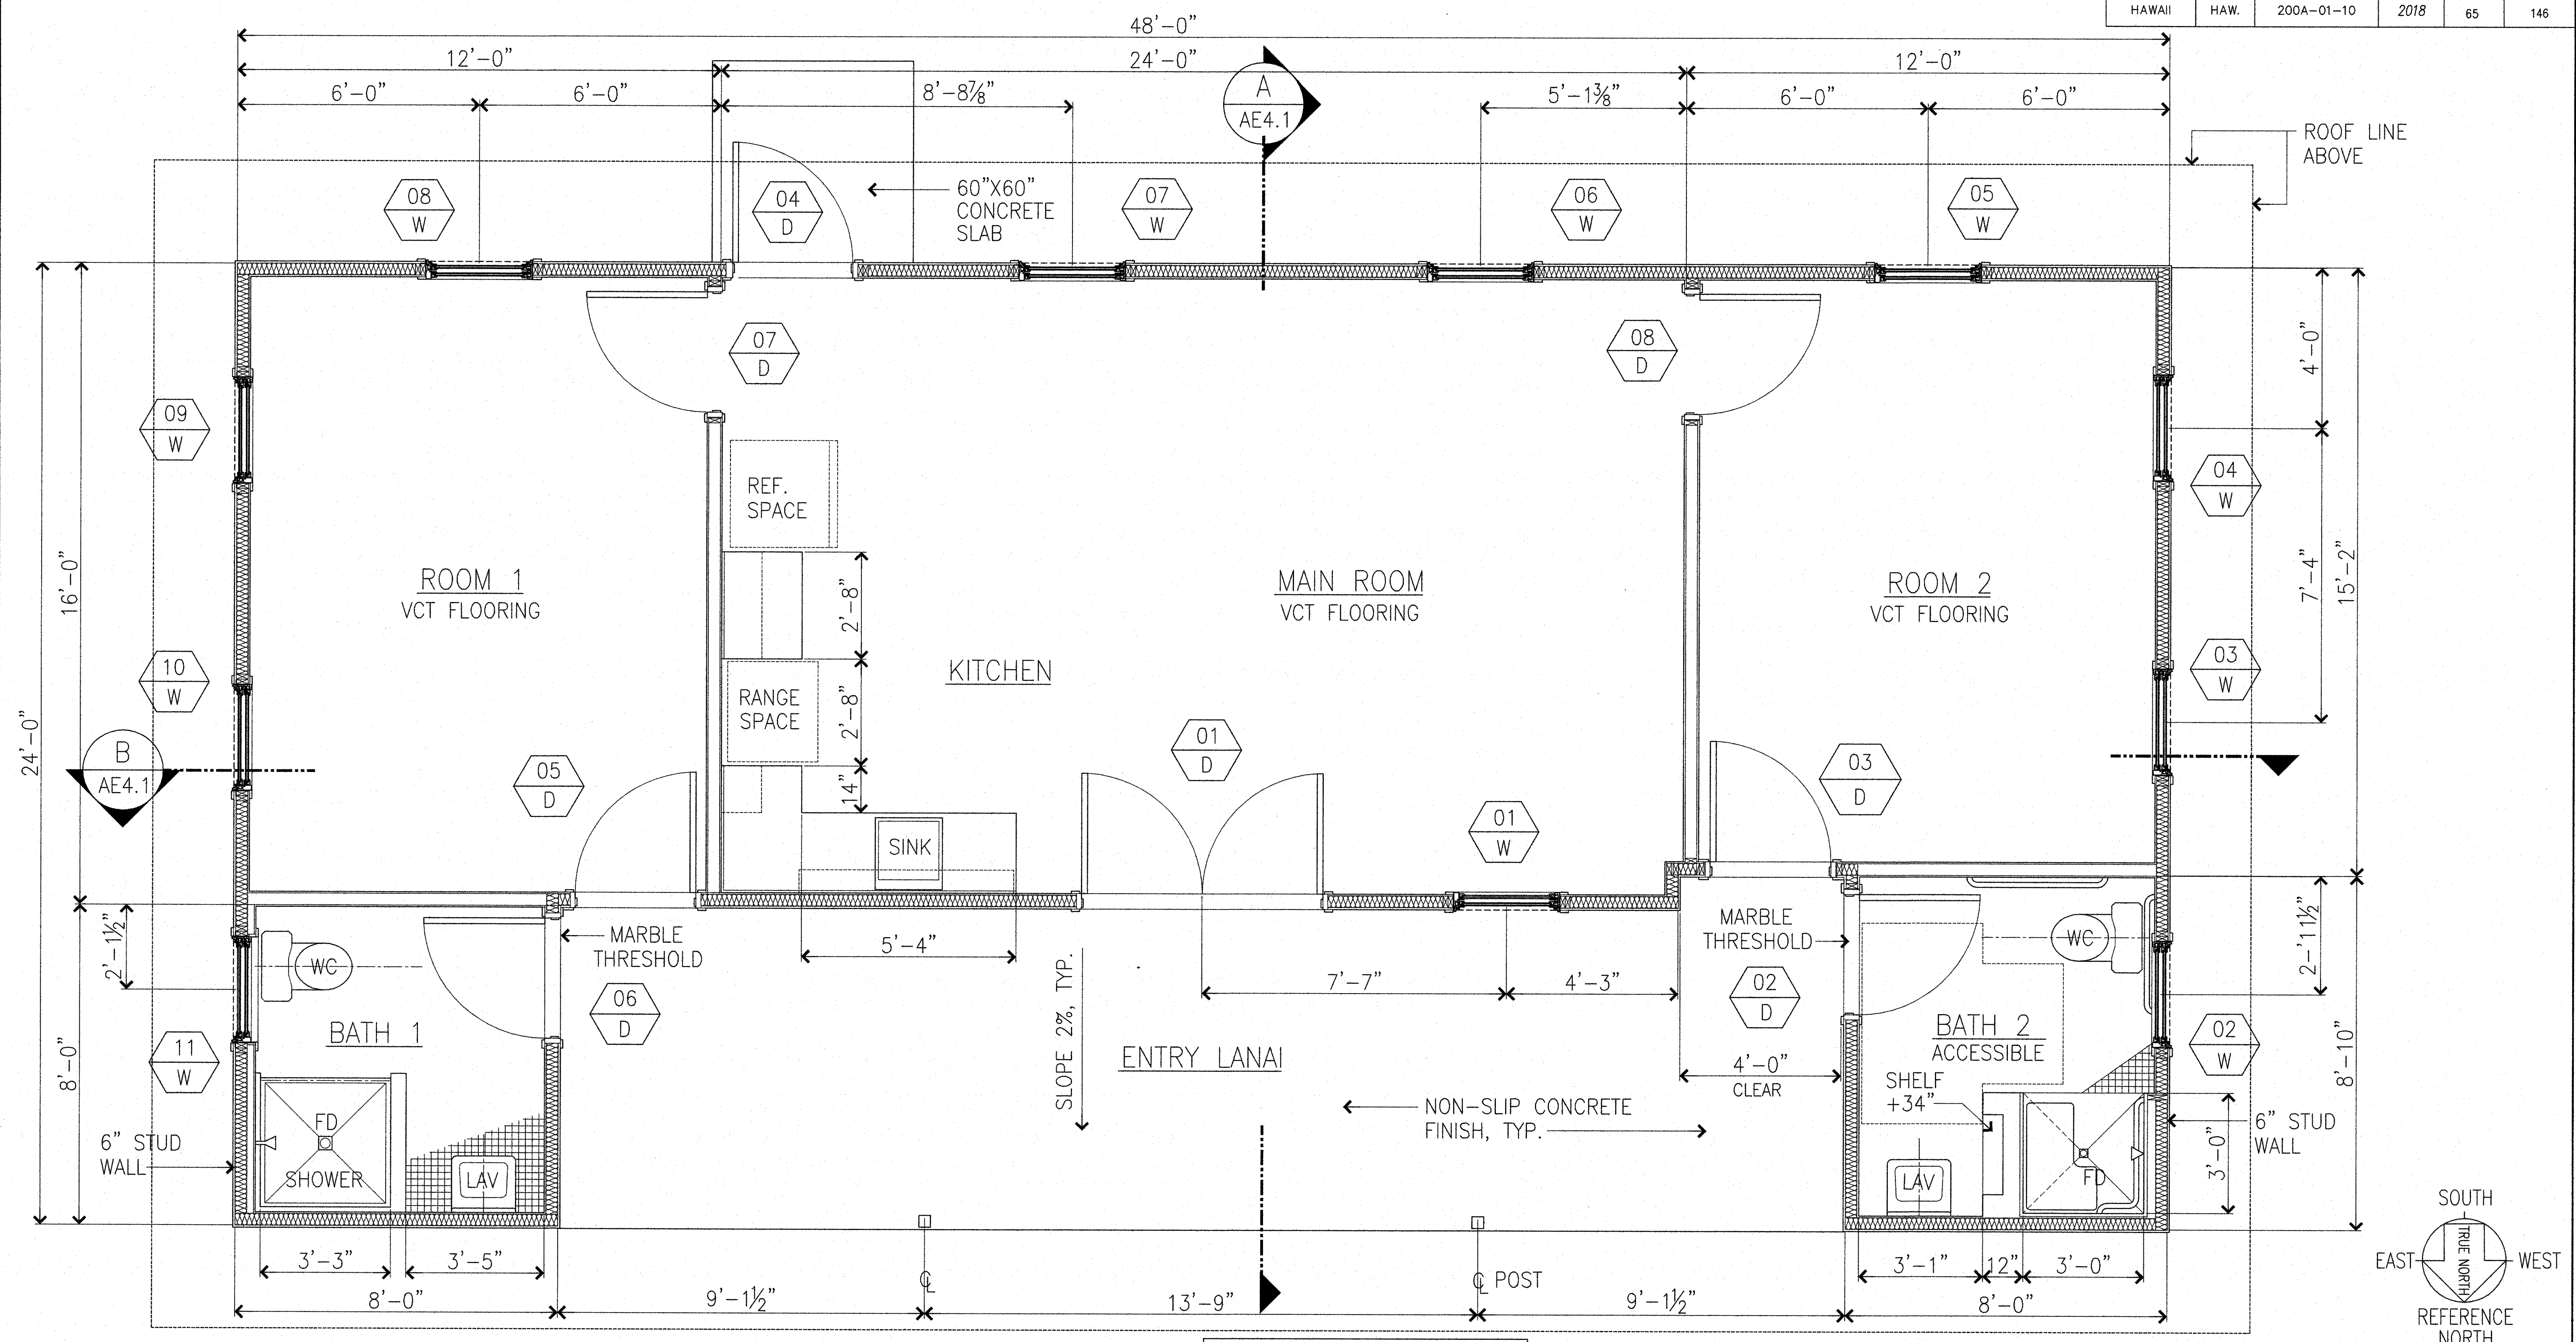 HAWAII HAW. 200A-01-10 2018 65 146
48'-0"
12'-0" 24'-0" 12'-0"
6'-0" 6'-0" 8'-8⅞" 5'-1⅜" 6'-0" 6'-0"
A
AE4.1
ROOF LINE
ABOVE
08
W
04
D
60"X60"
CONCRETE
SLAB
07
W
06
W
05
W
07
D
08
D
4'-0"
09
W
04
W
REF.
SPACE
16'-0"
15'-2"
7'-4"
ROOM 1
VCT FLOORING
2'-8"
MAIN ROOM
VCT FLOORING
ROOM 2
VCT FLOORING
KITCHEN
10
W
03
W
RANGE
SPACE
2'-8"
24'-0"
B
AE4.1
05
D
14"
01
D
03
D
SINK
01
W
2'-1½"
WC
MARBLE
THRESHOLD
5'-4"
SLOPE 2%, TYP.
7'-7" 4'-3"
MARBLE
THRESHOLD
02
D
WC
2-'11½"
06
D
BATH 1
11
W
8'-0"
ENTRY LANAI
4'-0"
CLEAR
BATH 2
ACCESSIBLE
02
W
8'-10"
SHELF
+34"
NON-SLIP CONCRETE
FINISH, TYP.
6" STUD
WALL
FD
SHOWER
LAV
LAV
FD
3'-0"
6" STUD
WALL
3'-3" 3'-5"
℄
℄ POST
3'-1" 12" 3'-0"
8'-0" 9'-1½" 13'-9" 9'-1½" 8'-0"
SOUTH
EAST
TRUE NORTH
WEST
REFERENCE
NORTH